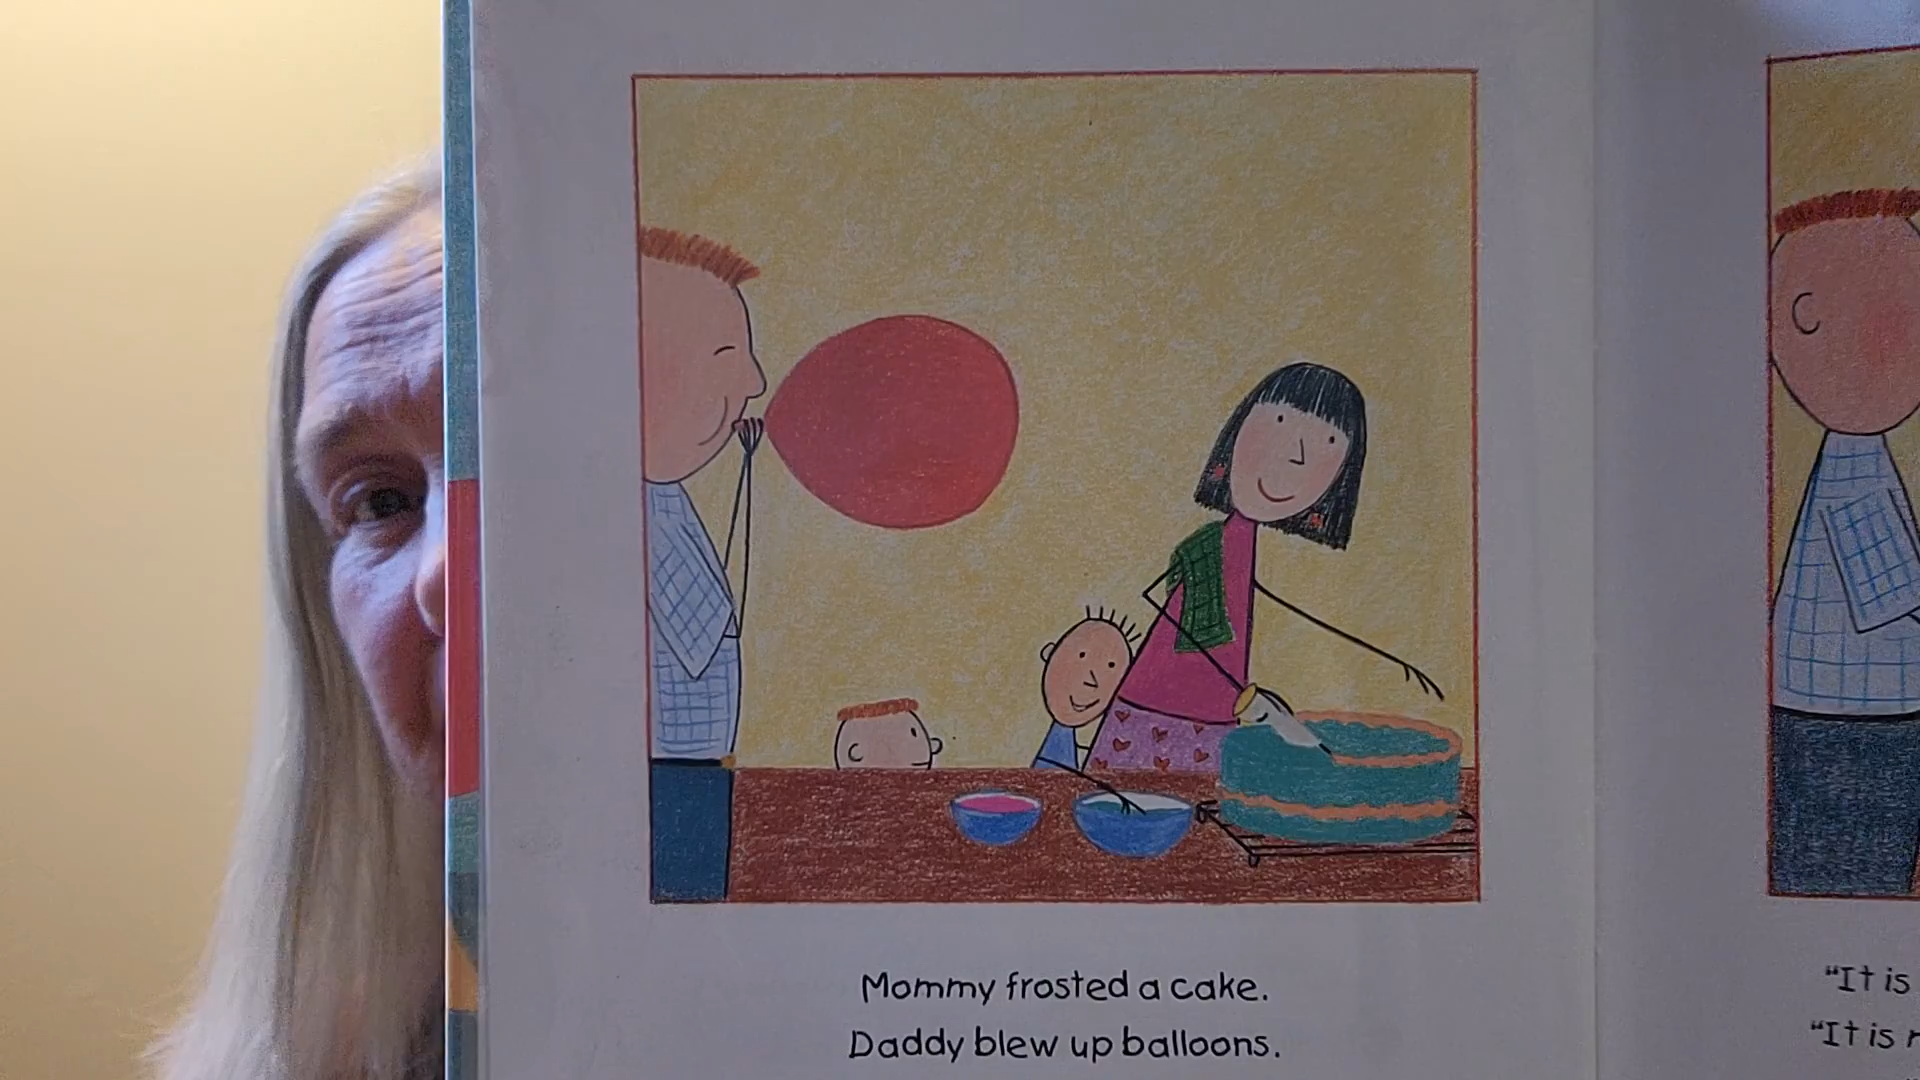 Mommy frosted a cake.
Daddy blew up balloons.
"It is
"It is